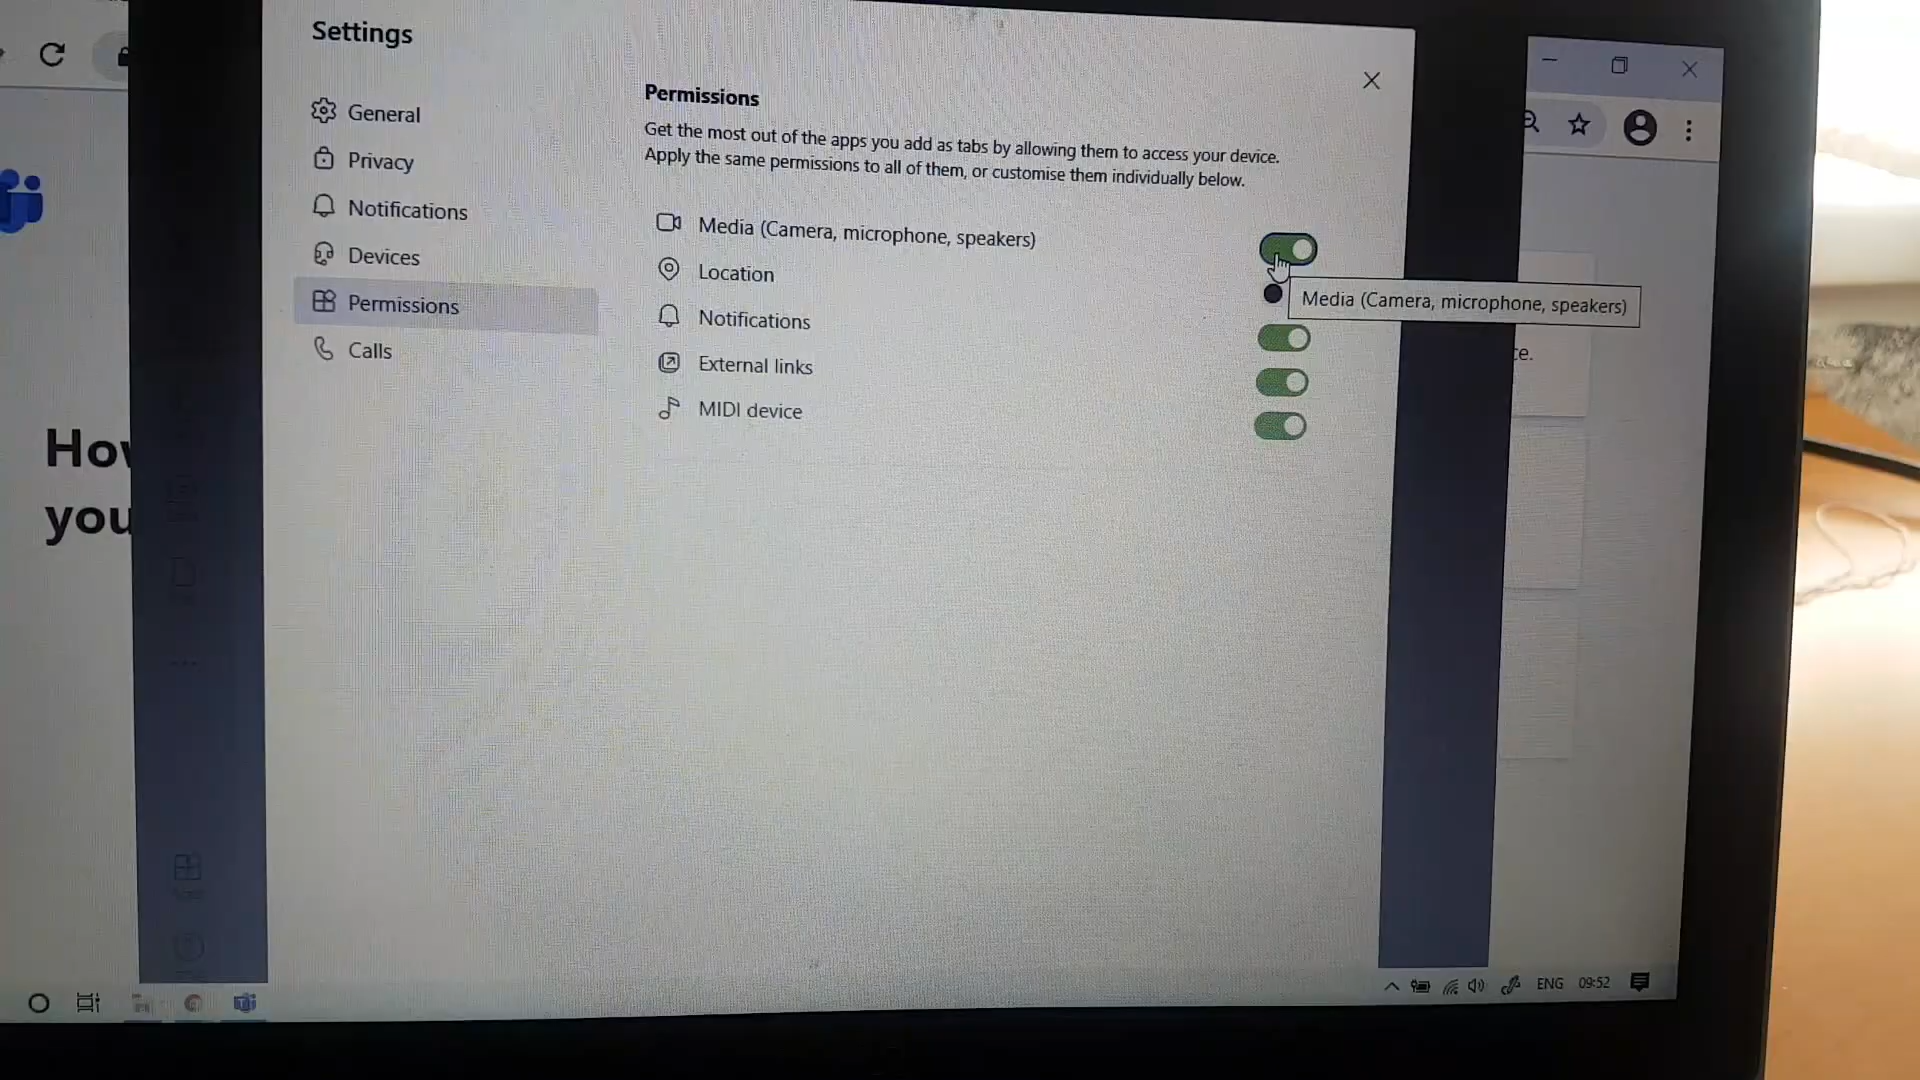 Settings
General
Privacy
Notifications
Devices
Permissions
Calls
Permissions
Get the most out of the apps you add as tabs by allowing them to access your device.
Apply the same permissions to all of them, or customise them individually below.
Media (Camera, microphone, speakers)
Location
Notifications
External links
MIDI device
Media (Camera, microphone, speakers)
How
you
ENG 09:52